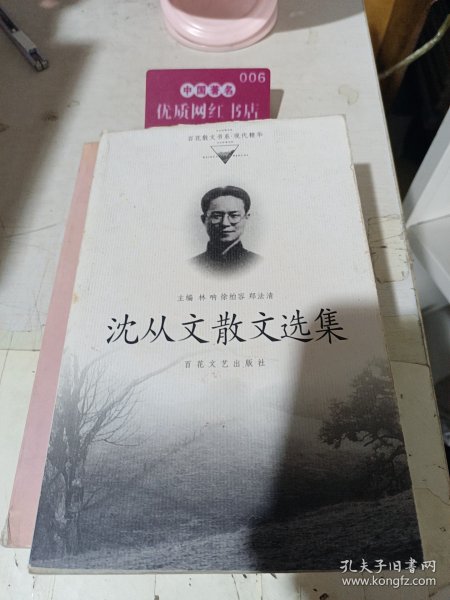 006
中国著名
优质网红书店
百花散文书系·现代精华
主编 林呐 徐柏容 郑法清
沈从文散文选集
百花文艺出版社
孔夫子旧书网
www.kongfz.com